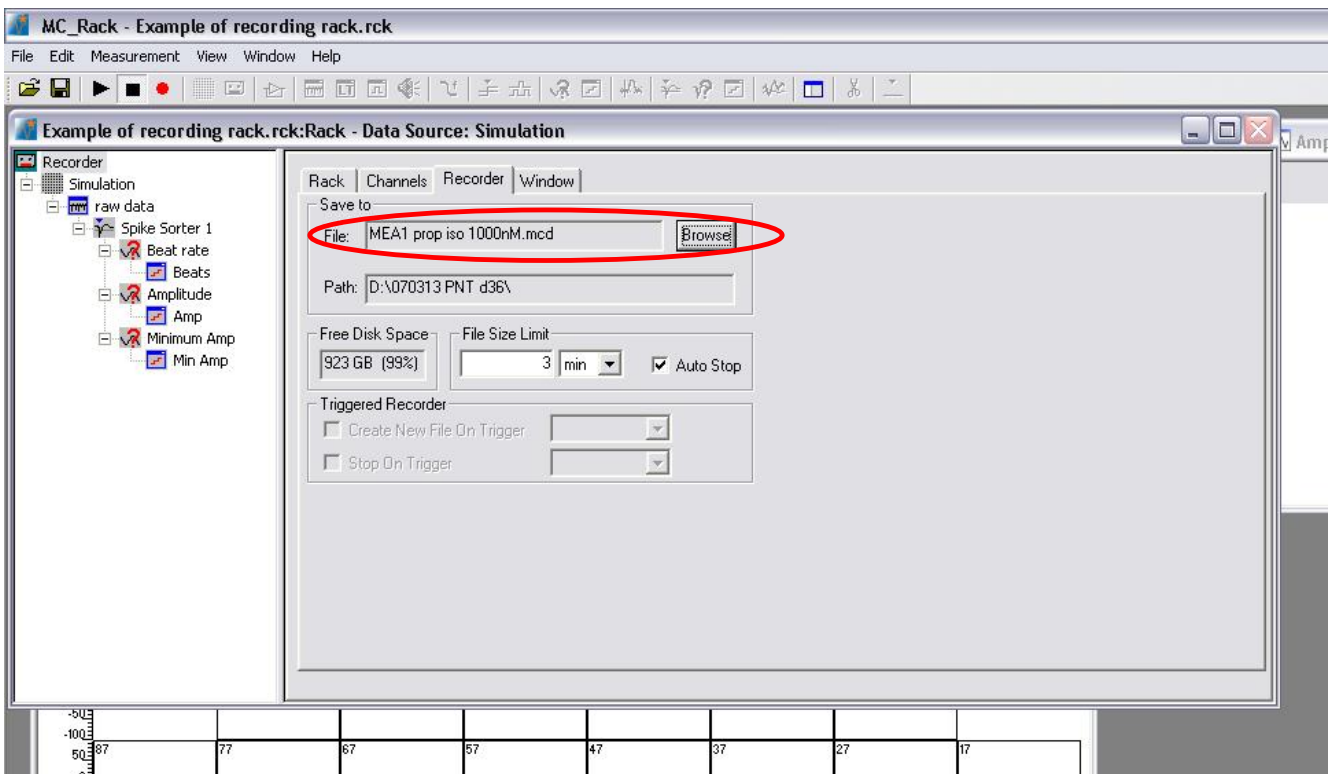 MC_Rack - Example of recording rack.rck
File Edit Measurement View Window Help
Example of recording rack.rck:Rack - Data Source: Simulation
Amp
Recorder
Simulation
raw data
Spike Sorter 1
Beat rate
Beats
Amplitude
Amp
Minimum Amp
Min Amp
Rack Channels Recorder Window
Save to
File: MEA1 prop iso 1000nM.mcd Browse
Path: D:\070313 PNT d36\
Free Disk Space File Size Limit
923 GB (99%) 3 min Auto Stop
Triggered Recorder
Create New File On Trigger
Stop On Trigger
-50
-100
50 87 77 67 57 47 37 27 17